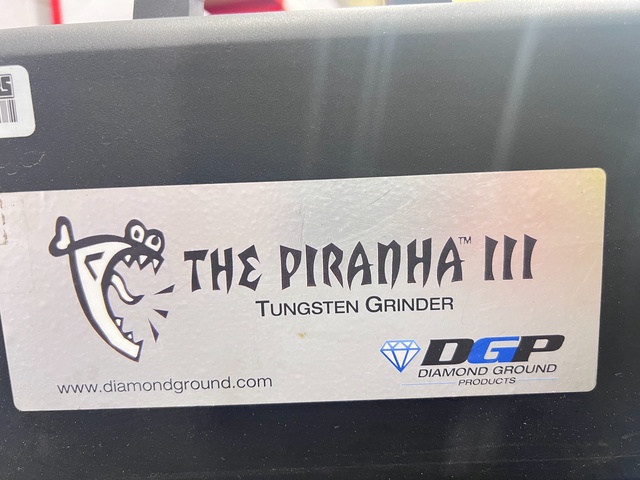 THE PIRANHA™ III
TUNGSTEN GRINDER
DGP
DIAMOND GROUND
PRODUCTS
www.diamondground.com